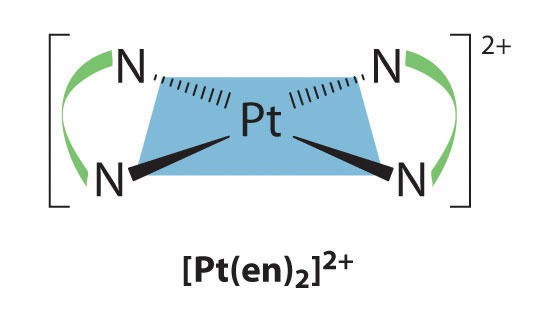 2+
N N
Pt
N N
[Pt(en)₂]²⁺